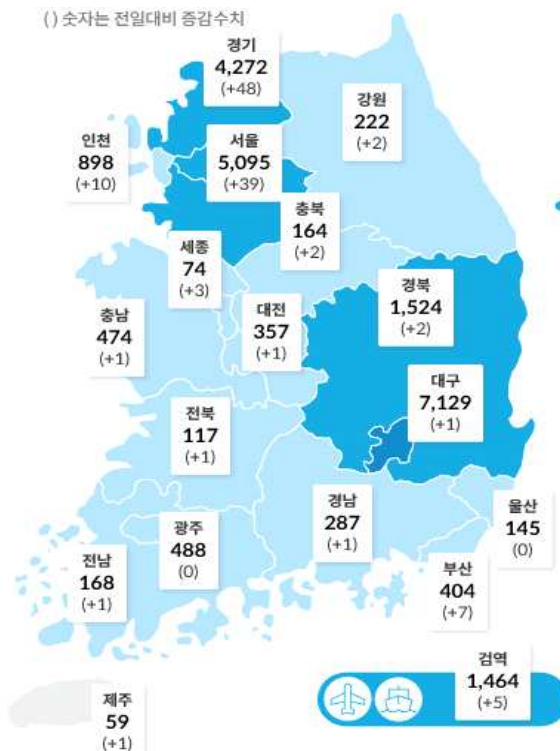 ( ) 숫자는 전일대비 증감수치
경기
4,272
(+48)
강원
222
(+2)
인천
898
(+10)
서울
5,095
(+39)
충북
164
(+2)
세종
74
(+3)
경북
1,524
(+2)
대전
357
(+1)
충남
474
(+1)
대구
7,129
(+1)
전북
117
(+1)
경남
287
(+1)
울산
145
(0)
광주
488
(0)
전남
168
(+1)
부산
404
(+7)
검역
1,464
(+5)
제주
59
(+1)